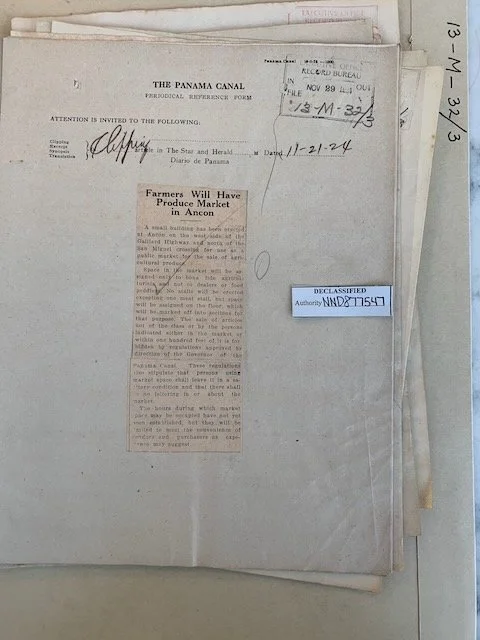 EXECUTIVE OFFICE
13-M-32/3
Panama Canal
RECORD BUREAU
IN
OUT
NOV 29
FILE
13-M-32/3
THE PANAMA CANAL
PERIODICAL REFERENCE FORM
ATTENTION IS INVITED TO THE FOLLOWING:
Clipping
Excerpt
Synopsis
Translation
Clipping
article in The Star and Herald
M Dated 11-21-24
Diario de Panama
Farmers Will Have
Produce Market
in Ancon
A small building has been erected
at Ancon on the west side of the
Gaillard Highway and north of the
San Miguel crossing for use as a
public market for the sale of agri-
cultural produce.
Space in the market will be as-
signed only to bona fide agricul-
turists and not to dealers or food
peddlers. No stalls will be erected
excepting one meat stall, but space
will be assigned on the floor, which
will be marked off into sections for
that purpose. The sale of articles
not of the class or by the persons
indicated either in the market or
within one hundred feet of it is for-
bidden by regulations approved by
direction of the Governor of the
Panama Canal. These regulations
also stipulate that persons using
market space shall leave it in a
condition and that there shall
be no loitering in or about the
market.
The hours during which market
place may be occupied have not yet
been established, but they will be
suited to meet the convenience of
vendors and purchasers as expe-
rience may suggest.
DECLASSIFIED
Authority NND877547